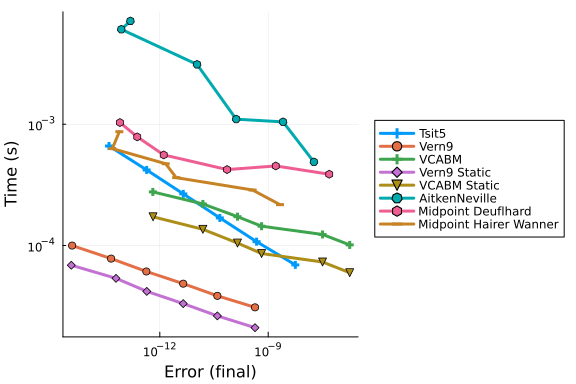 Time (s)
10⁻³
10⁻⁴
10⁻¹²
10⁻⁹
Error (final)
Tsit5
Vern9
VCABM
Vern9 Static
VCABM Static
AitkenNeville
Midpoint Deuflhard
Midpoint Hairer Wanner